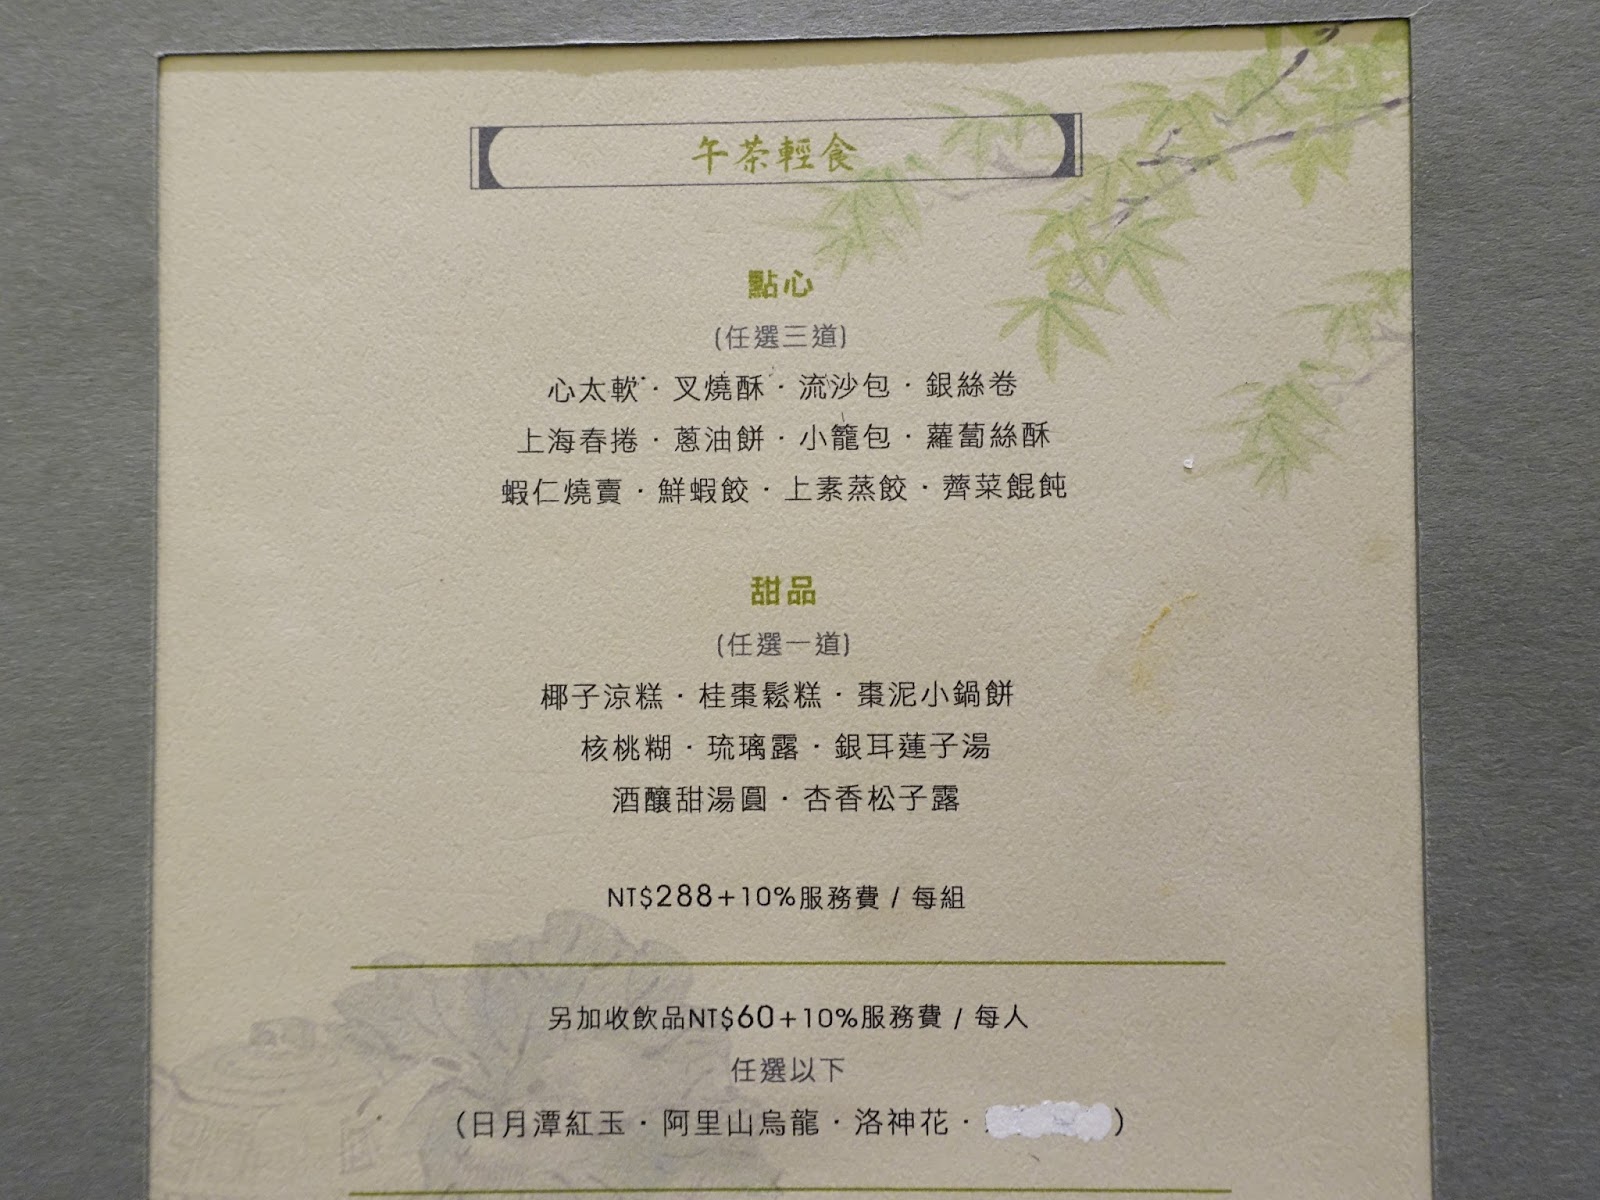 午茶輕食
點心
(任選三道)
心太軟・叉燒酥・流沙包・銀絲卷
上海春捲・蔥油餅・小籠包・蘿蔔絲酥
蝦仁燒賣・鮮蝦餃・上素蒸餃・薺菜餛飩
甜品
(任選一道)
椰子涼糕・桂棗鬆糕・棗泥小鍋餅
核桃糊・琉璃露・銀耳蓮子湯
酒釀甜湯圓・杏香松子露
NT$288+10%服務費 / 每組
另加收飲品NT$60+10%服務費 / 每人
任選以下
(日月潭紅玉・阿里山烏龍・洛神花・ )